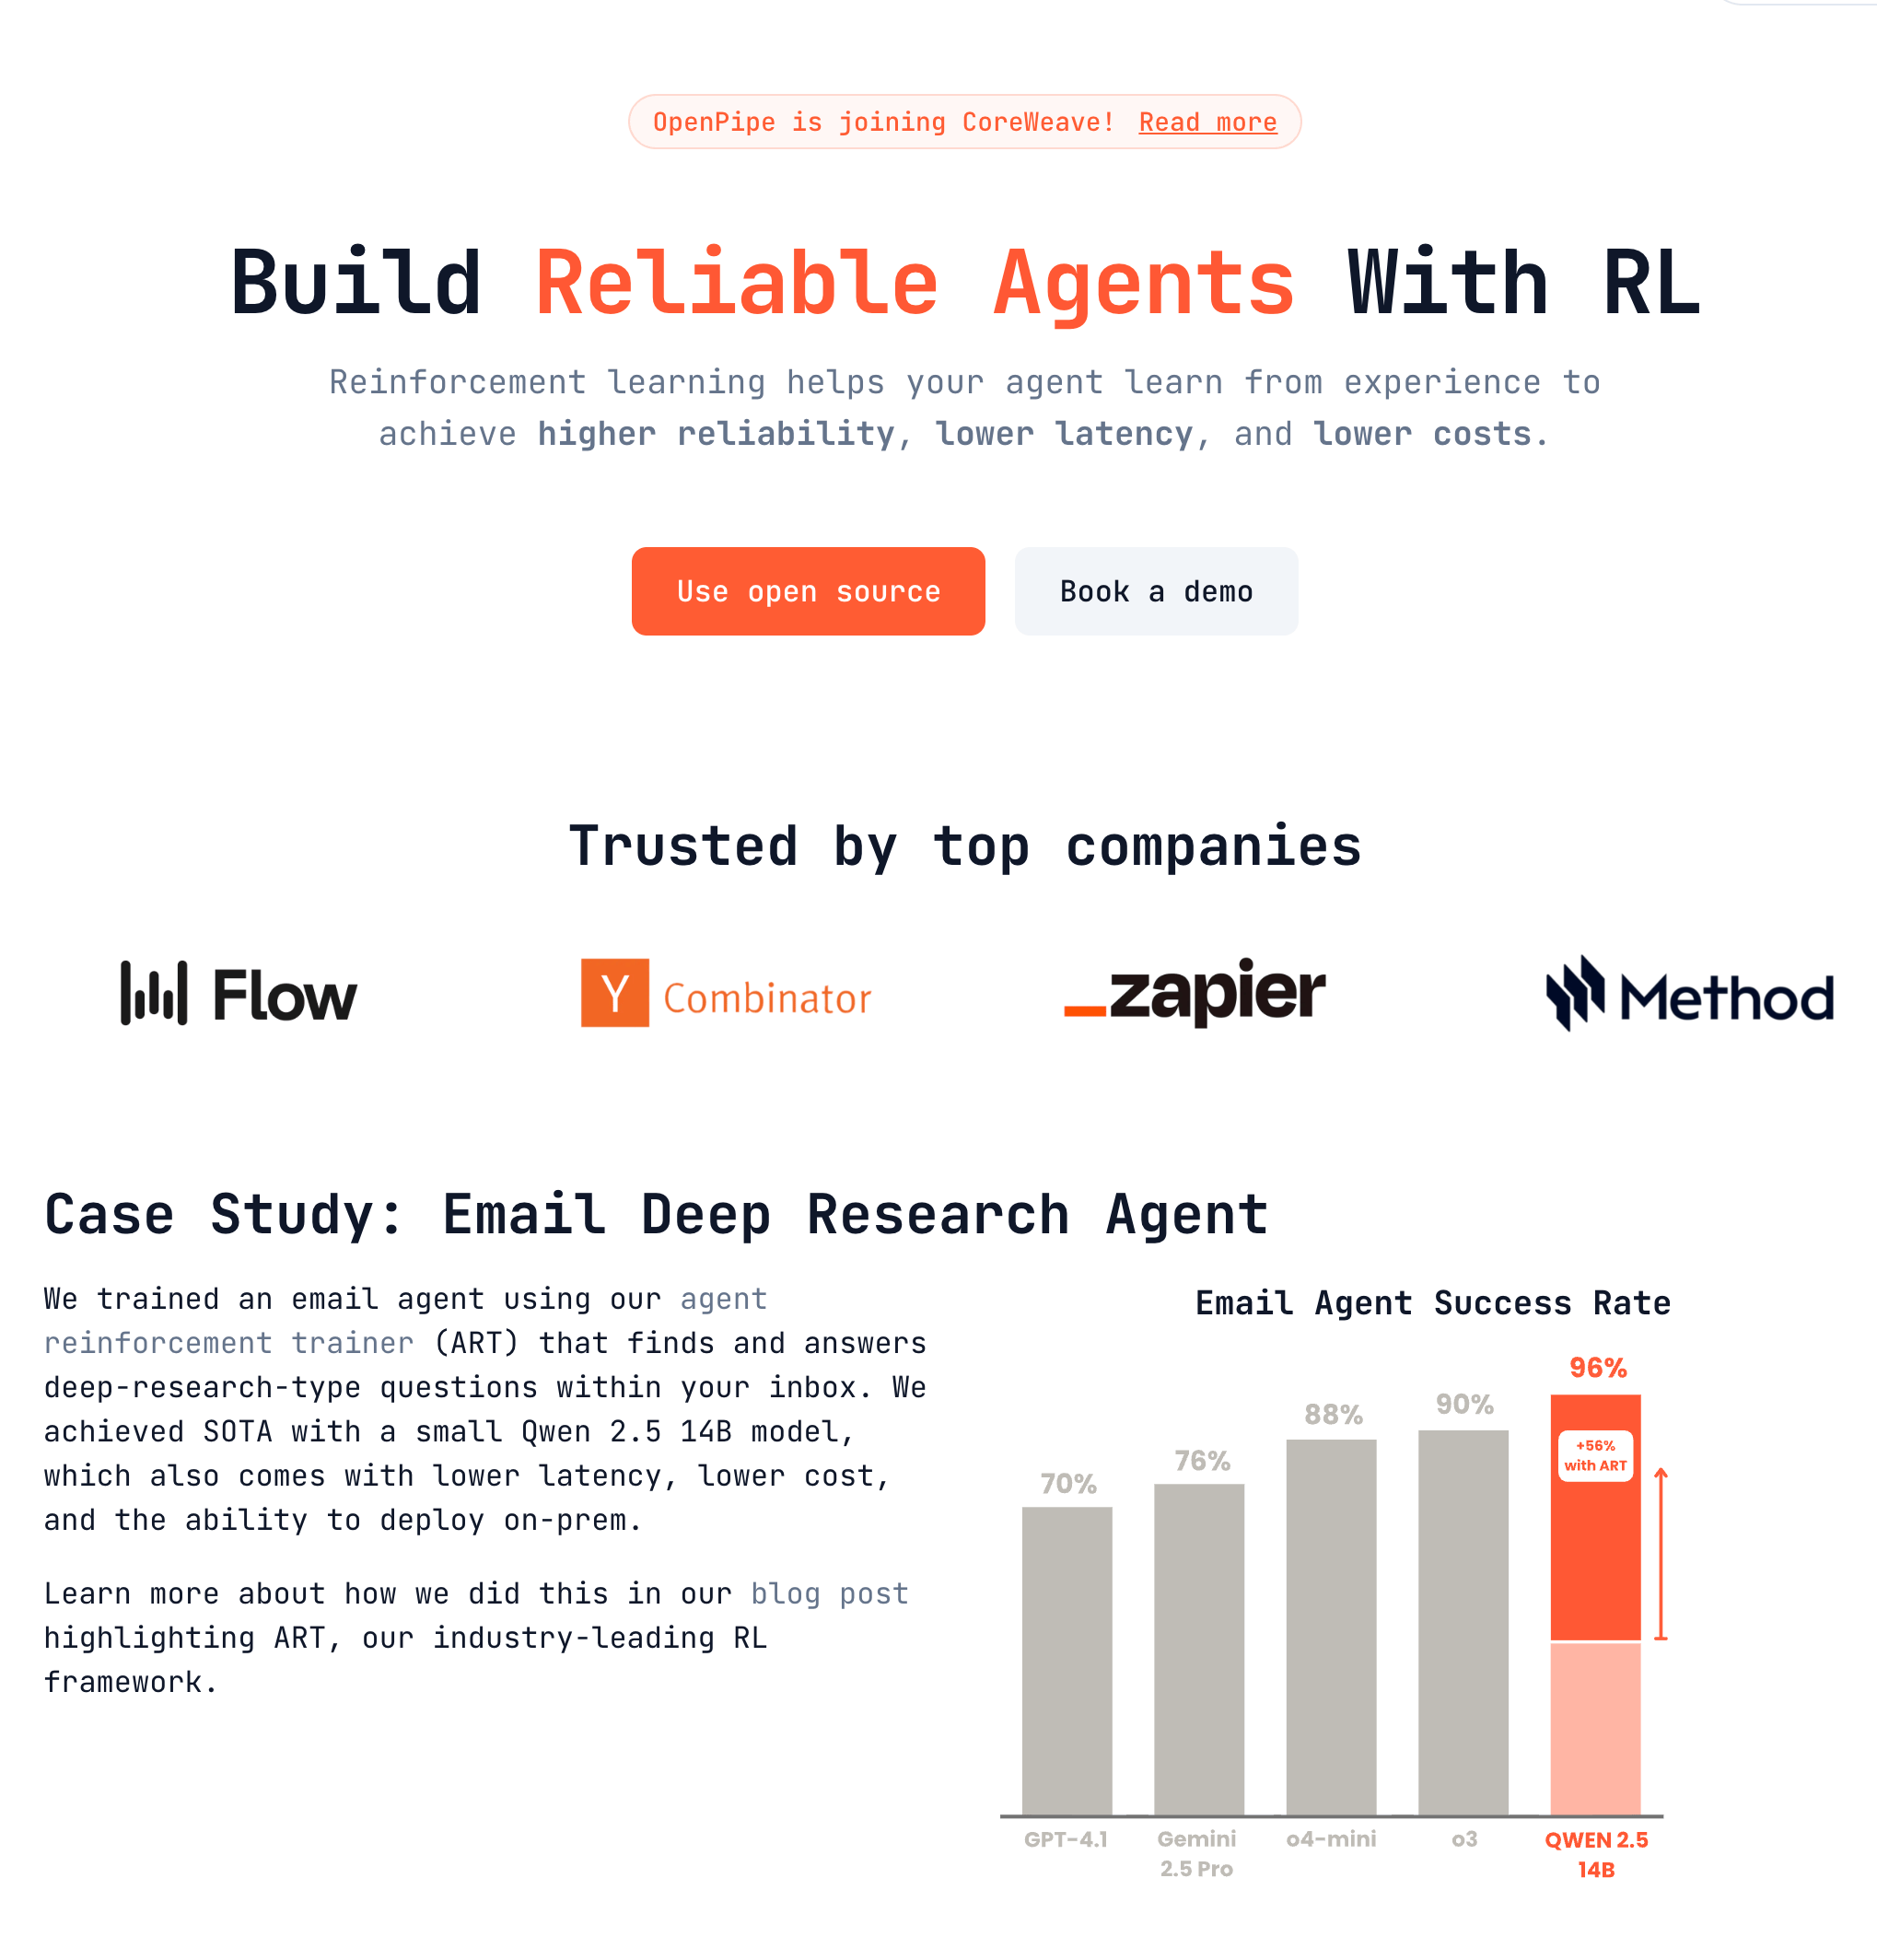 OpenPipe is joining CoreWeave! Read more
Build Reliable Agents With RL
Reinforcement learning helps your agent learn from experience to
achieve higher reliability, lower latency, and lower costs.
Use open source
Book a demo
Trusted by top companies
Flow
Y Combinator
zapier
Method
Case Study: Email Deep Research Agent
We trained an email agent using our agent
reinforcement trainer (ART) that finds and answers
deep-research-type questions within your inbox. We
achieved SOTA with a small Qwen 2.5 14B model,
which also comes with lower latency, lower cost,
and the ability to deploy on-prem.
Learn more about how we did this in our blog post
highlighting ART, our industry-leading RL
framework.
Email Agent Success Rate
70%
76%
88%
90%
96%
+56%
with ART
GPT-4.1
Gemini
2.5 Pro
o4-mini
o3
QWEN 2.5
14B